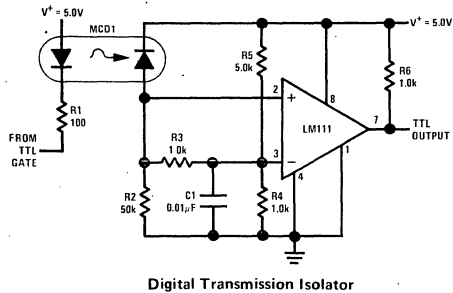 V+ = 5.0V
MCD1
V+ = 5.0V
R1
100
R5
5.0k
R6
1.0k
2
+
8
LM111
7
TTL
OUTPUT
FROM
TTL
GATE
R3
1 0k
3
−
4
1
R2
50k
C1
0.01μF
R4
1.0k
Digital Transmission Isolator